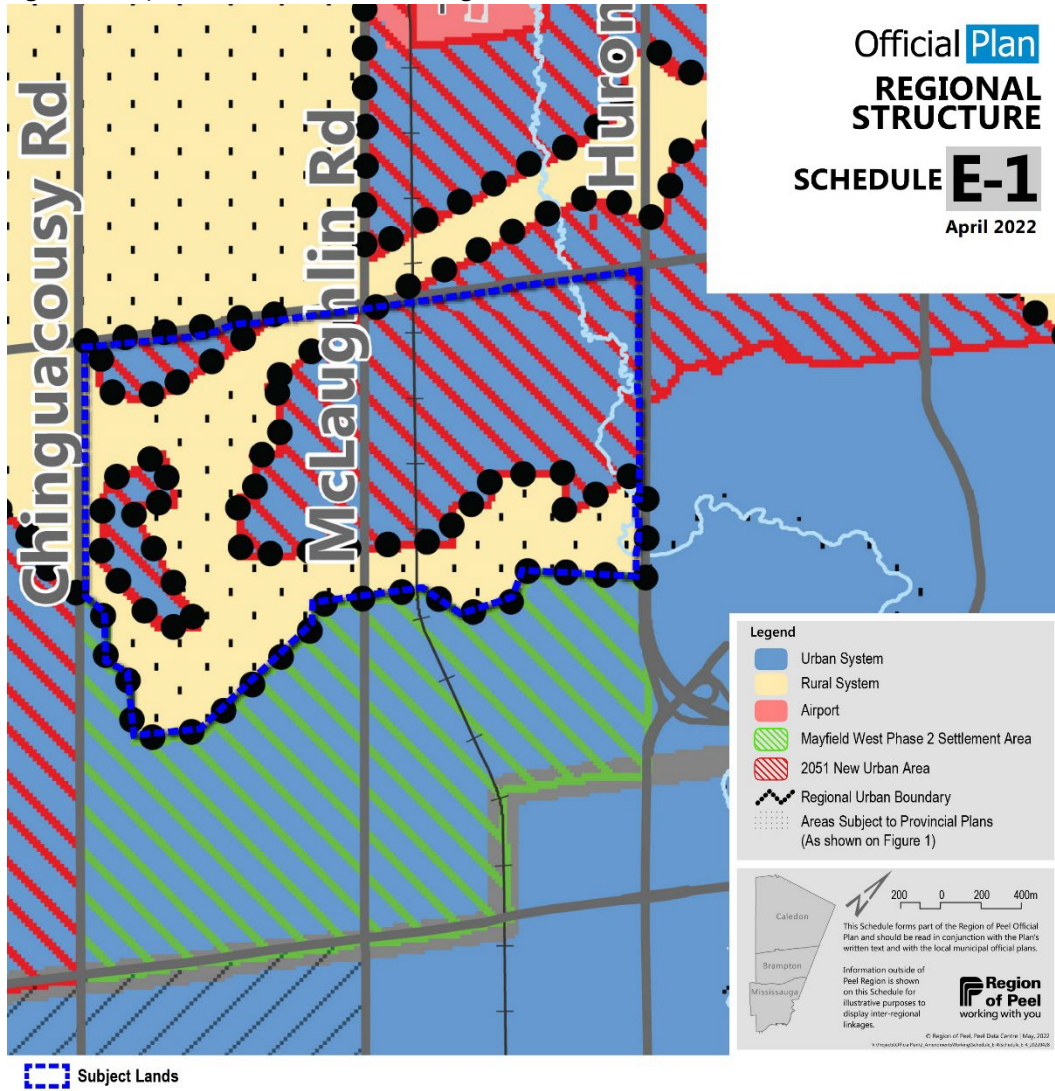 Official Plan
REGIONAL
STRUCTURE
SCHEDULE E-1
April 2022
Chinguacousy Rd
McLaughlin Rd
Huron
Legend
Urban System
Rural System
Airport
Mayfield West Phase 2 Settlement Area
2051 New Urban Area
Regional Urban Boundary
Areas Subject to Provincial Plans
(As shown on Figure 1)
Caledon
Brampton
Mississauga
200 0 200 400m
This Schedule forms part of the Region of Peel Official
Plan and should be read in conjunction with the Plan's
written text and with the local municipal official plans.
Information outside of
Peel Region is shown
on this Schedule for
illustrative purposes to
display inter-regional
linkages.
Region
of Peel
working with you
© Region of Peel, Peel Data Centre | May, 2022
Subject Lands